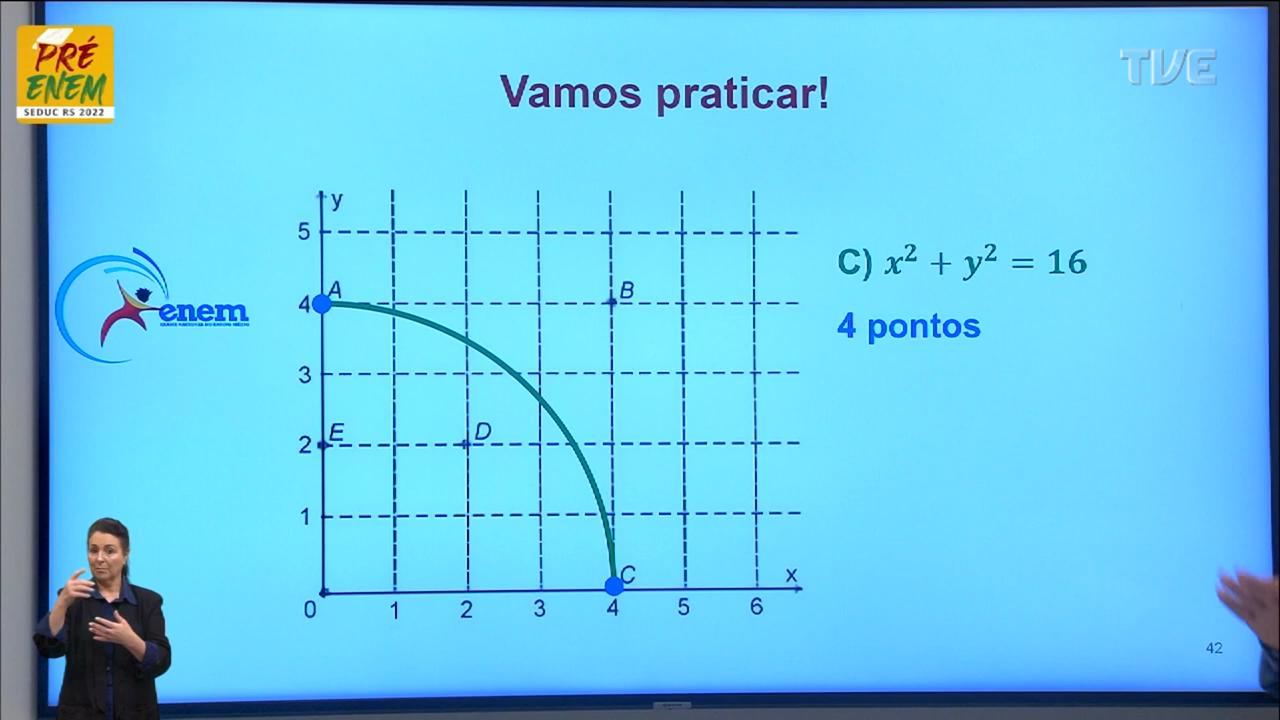 PRÉ
ENEM
SEDUC RS 2022
TVE
Vamos praticar!
enem
y
5
4
3
2
1
0
1
2
3
4
5
6
x
A
B
E
D
C
C) x² + y² = 16
4 pontos
42